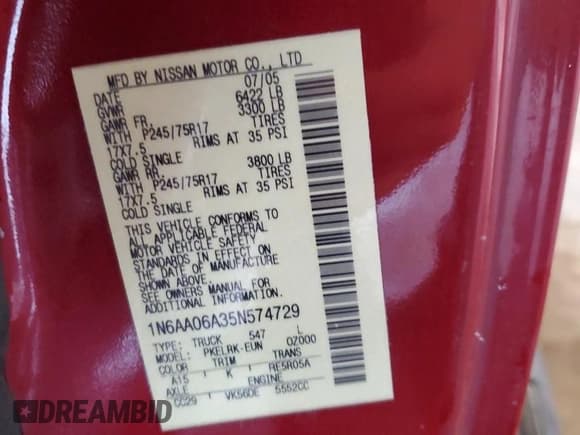 MFD BY NISSAN MOTOR CO., LTD
DATE 07/05
GVWR 6422 LB
GAWR FR. 3300 LB
WITH P245/75R17 TIRES
17X7.5 RIMS AT 35 PSI
COLD SINGLE
GAWR RR. 3800 LB
WITH P245/75R17 TIRES
17X7.5 RIMS AT 35 PSI
COLD SINGLE
THIS VEHICLE CONFORMS TO
ALL APPLICABLE FEDERAL
MOTOR VEHICLE SAFETY
STANDARDS IN EFFECT ON
THE DATE OF MANUFACTURE
SHOWN ABOVE.
SEE OWNERS MANUAL FOR
ADDITIONAL INFORMATION.
1N6AA06A35N574729
TYPE: TRUCK 547
MODEL: PKELRK-EUN 0Z000
COLOR TRIM TRANS
A15 K RE5R05A
AXLE ENGINE
CC29 VK56DE 5552CC
DREAMBID